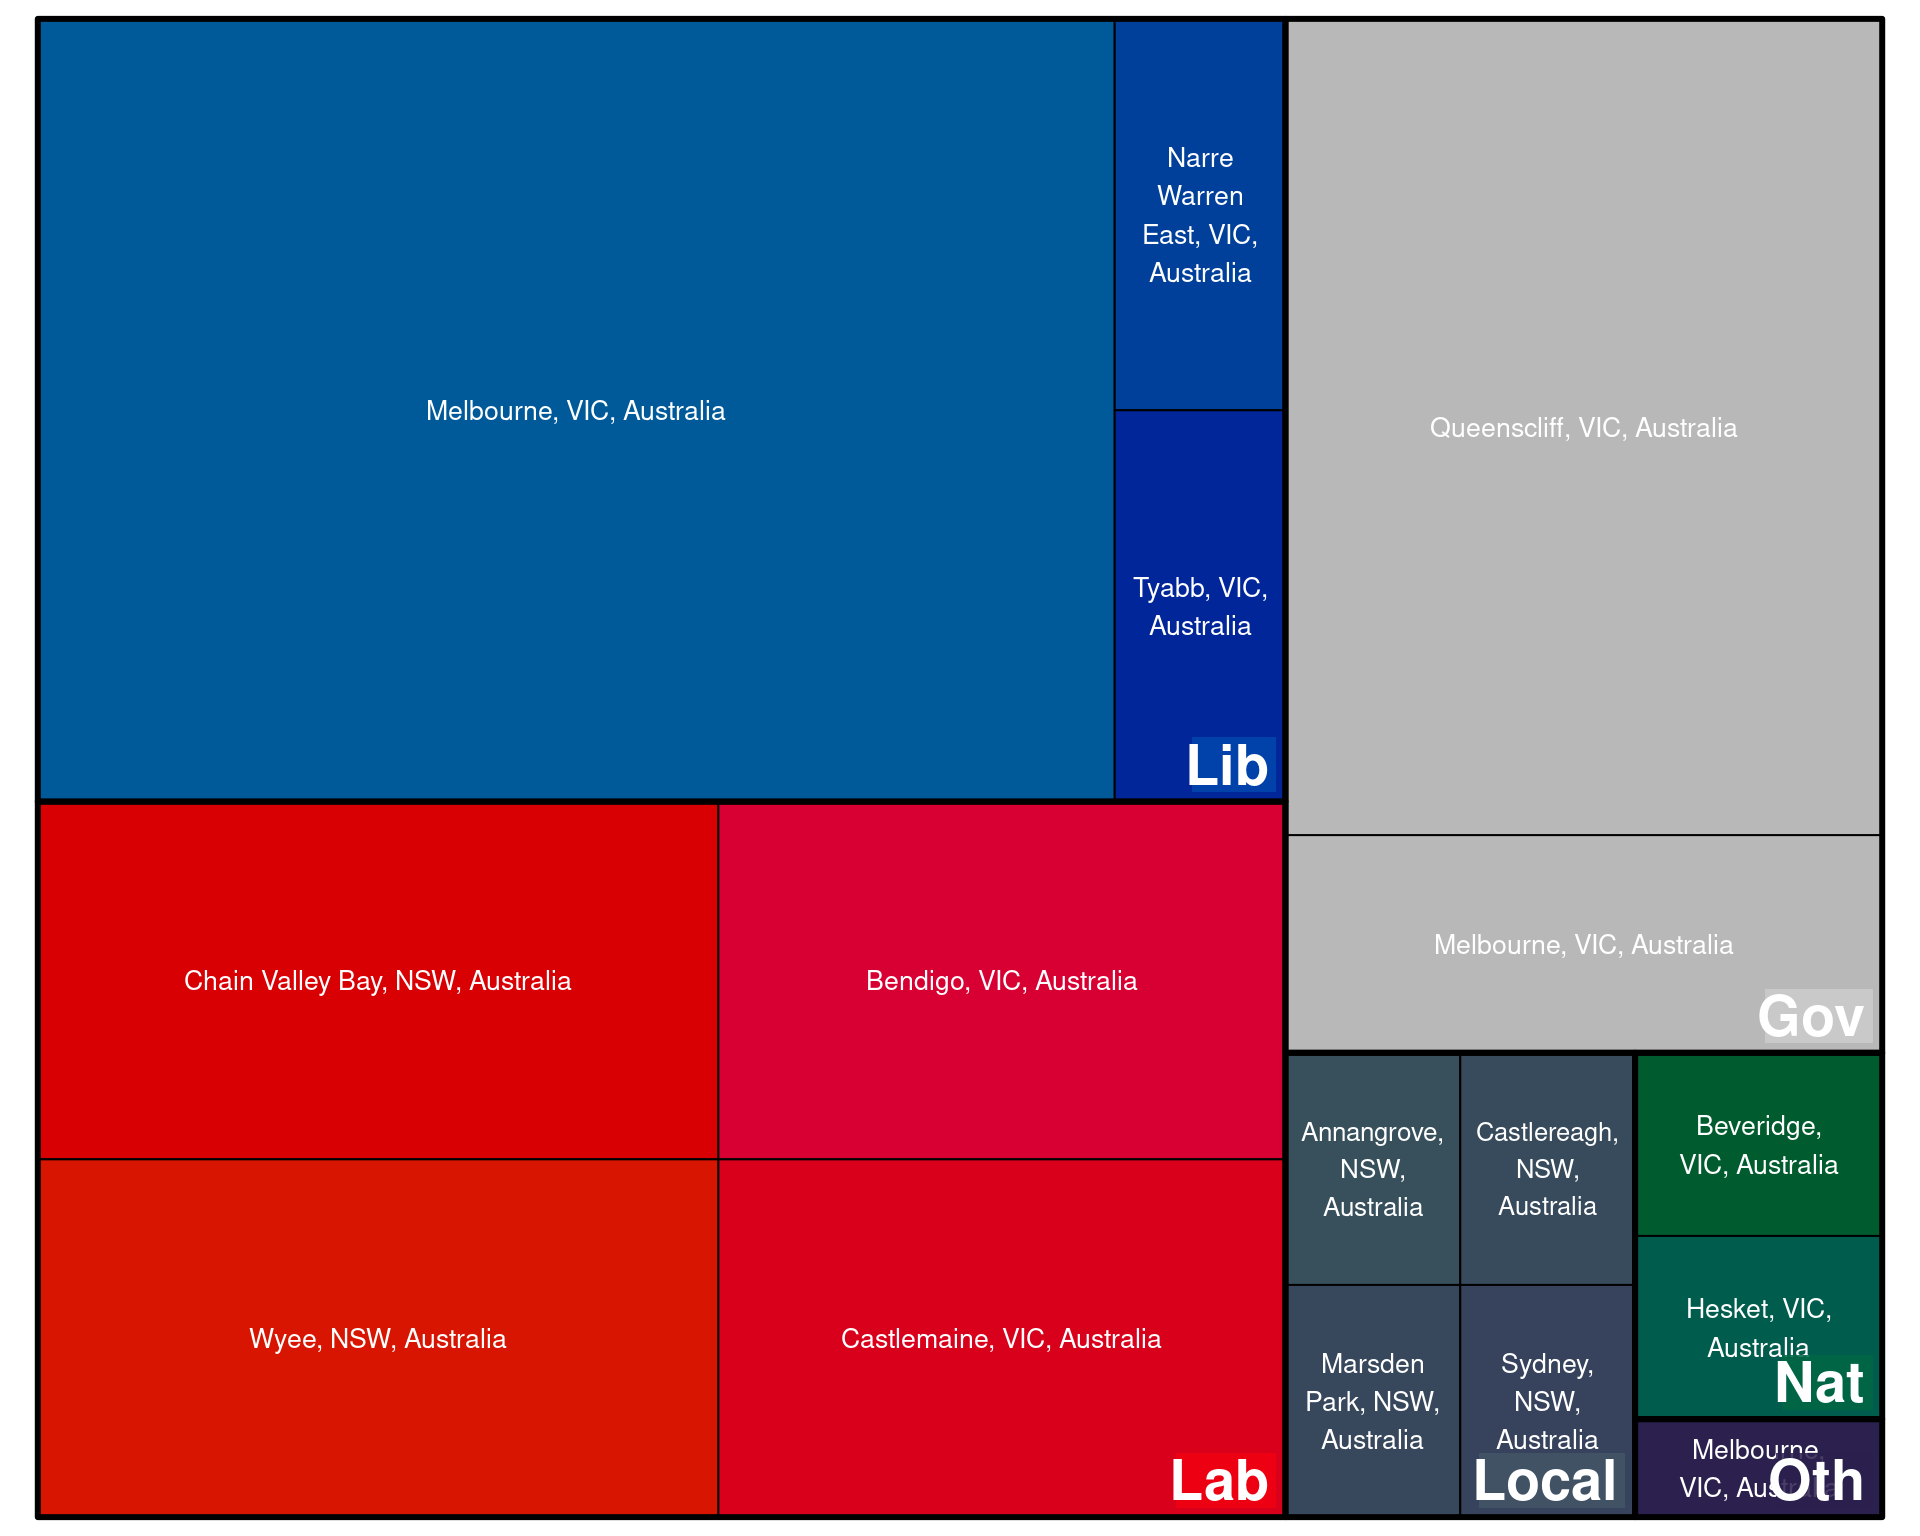 Melbourne, VIC, Australia
Narre
Warren
East, VIC,
Australia
Tyabb, VIC,
Australia
Lib
Queenscliff, VIC, Australia
Melbourne, VIC, Australia
Gov
Chain Valley Bay, NSW, Australia
Bendigo, VIC, Australia
Wyee, NSW, Australia
Castlemaine, VIC, Australia
Lab
Annangrove,
NSW,
Australia
Castlereagh,
NSW,
Australia
Marsden
Park, NSW,
Australia
Sydney,
NSW,
Australia
Local
Beveridge,
VIC, Australia
Hesket, VIC,
Australia
Nat
Melbourne,
VIC, Australia
Oth